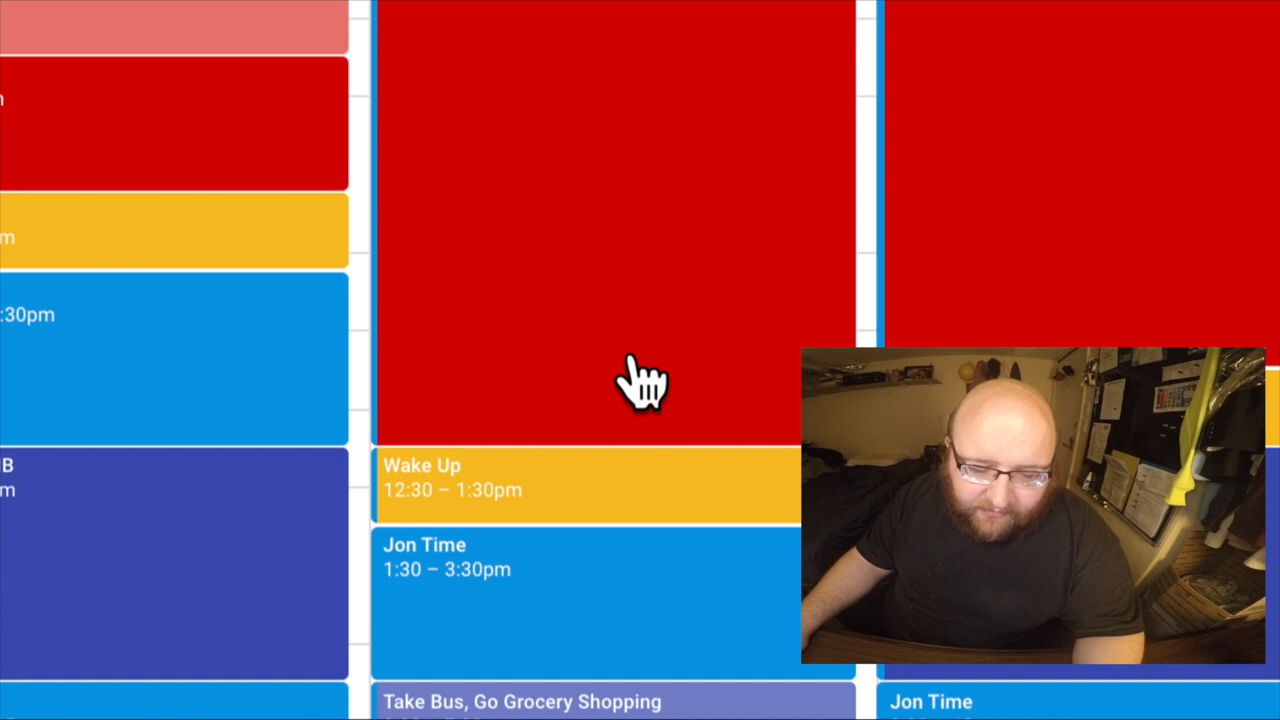 m
:30pm
B
m
Wake Up
12:30 – 1:30pm
Jon Time
1:30 – 3:30pm
Take Bus, Go Grocery Shopping
Jon Time